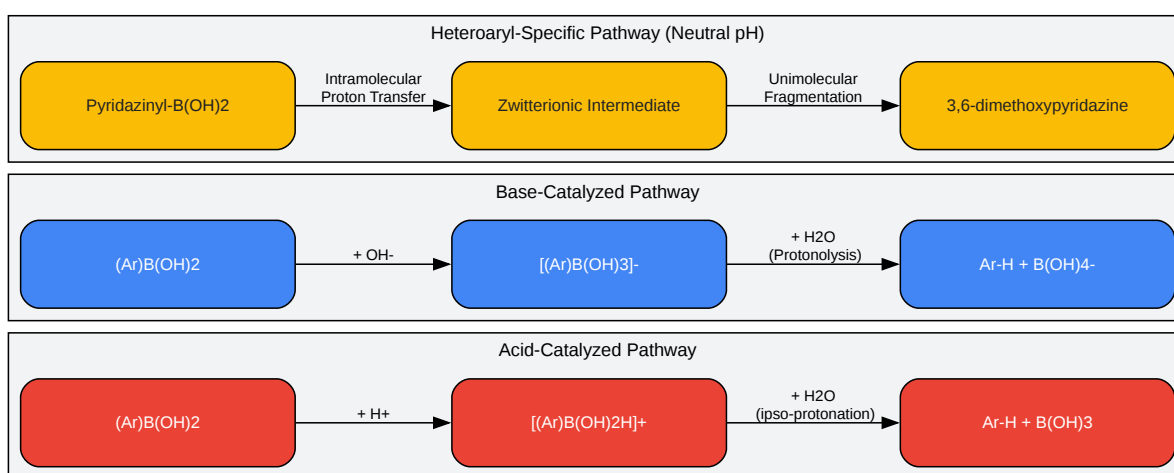 Heteroaryl-Specific Pathway (Neutral pH)
Pyridazinyl-B(OH)2
Intramolecular
Proton Transfer
Zwitterionic Intermediate
Unimolecular
Fragmentation
3,6-dimethoxypyridazine
Base-Catalyzed Pathway
(Ar)B(OH)2
+ OH-
[(Ar)B(OH)3]-
+ H2O
(Protonolysis)
Ar-H + B(OH)4-
Acid-Catalyzed Pathway
(Ar)B(OH)2
+ H+
[(Ar)B(OH)2H]+
+ H2O
(ipso-protonation)
Ar-H + B(OH)3